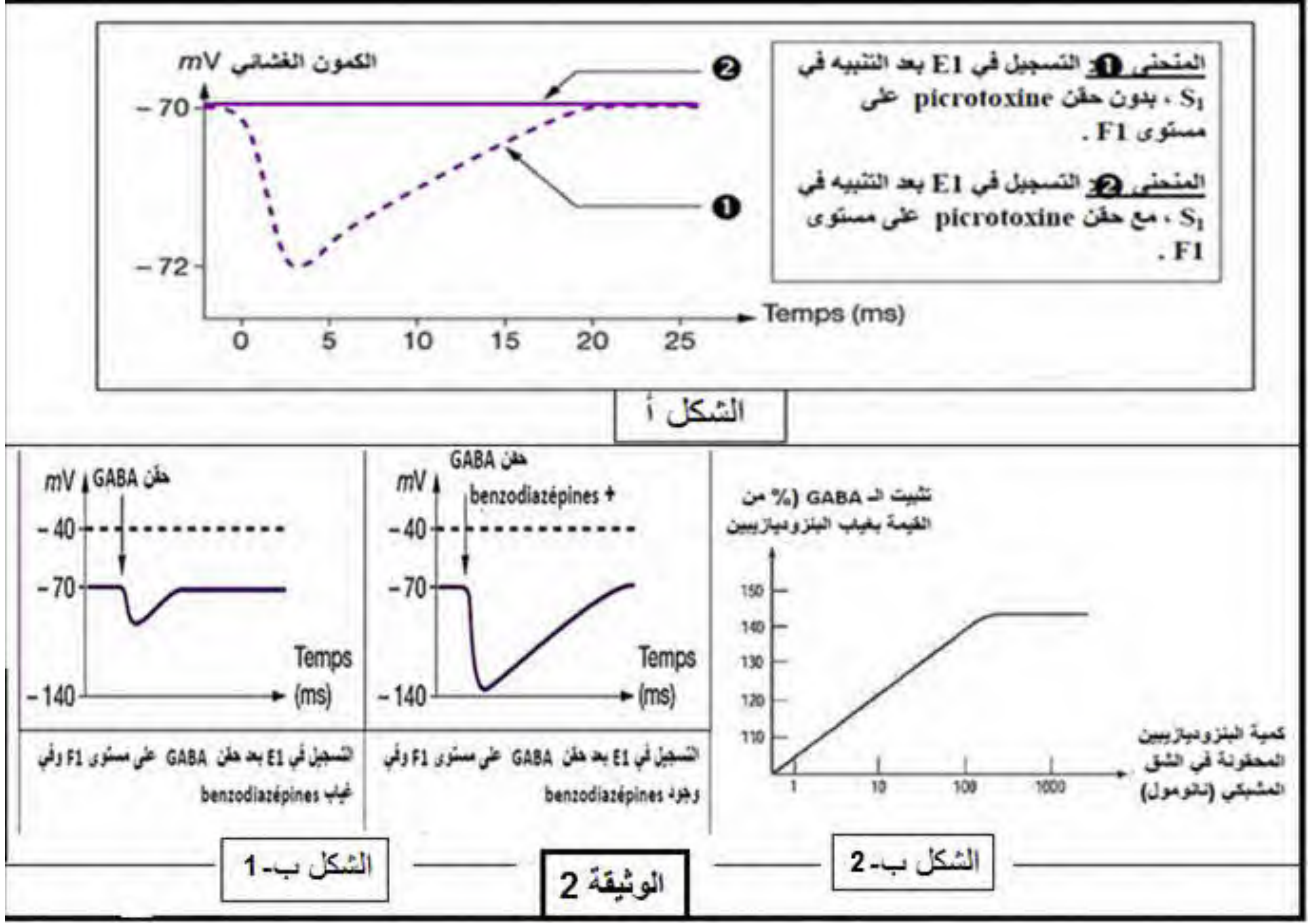 الكمون الغشائي mV
– 70
– 72
0 5 10 15 20 25
Temps (ms)
❷
❶
المنحنى ❶: التسجيل في E1 بعد التنبيه في
S1 ، بدون حقن picrotoxine على
مستوى F1 .
المنحنى ❷: التسجيل في E1 بعد التنبيه في
S1 ، مع حقن picrotoxine على مستوى
F1 .
الشكل أ
mV
حقن GABA
– 40
– 70
– 140
Temps
(ms)
التسجيل في E1 بعد حقن GABA على مستوى F1 وفي
غياب benzodiazépines
حقن GABA
mV
benzodiazépines +
– 40
– 70
– 140
Temps
(ms)
التسجيل في E1 بعد حقن GABA على مستوى F1 وفي
وجود benzodiazépines
تثبيت الـ GABA (% من
القيمة بغياب البنزوديازيبين
150
140
130
120
110
1 10 100 1000
كمية البنزوديازيبين
المحقونة في الشق
المشبكي (نانومول)
الشكل ب-1
الوثيقة 2
الشكل ب-2